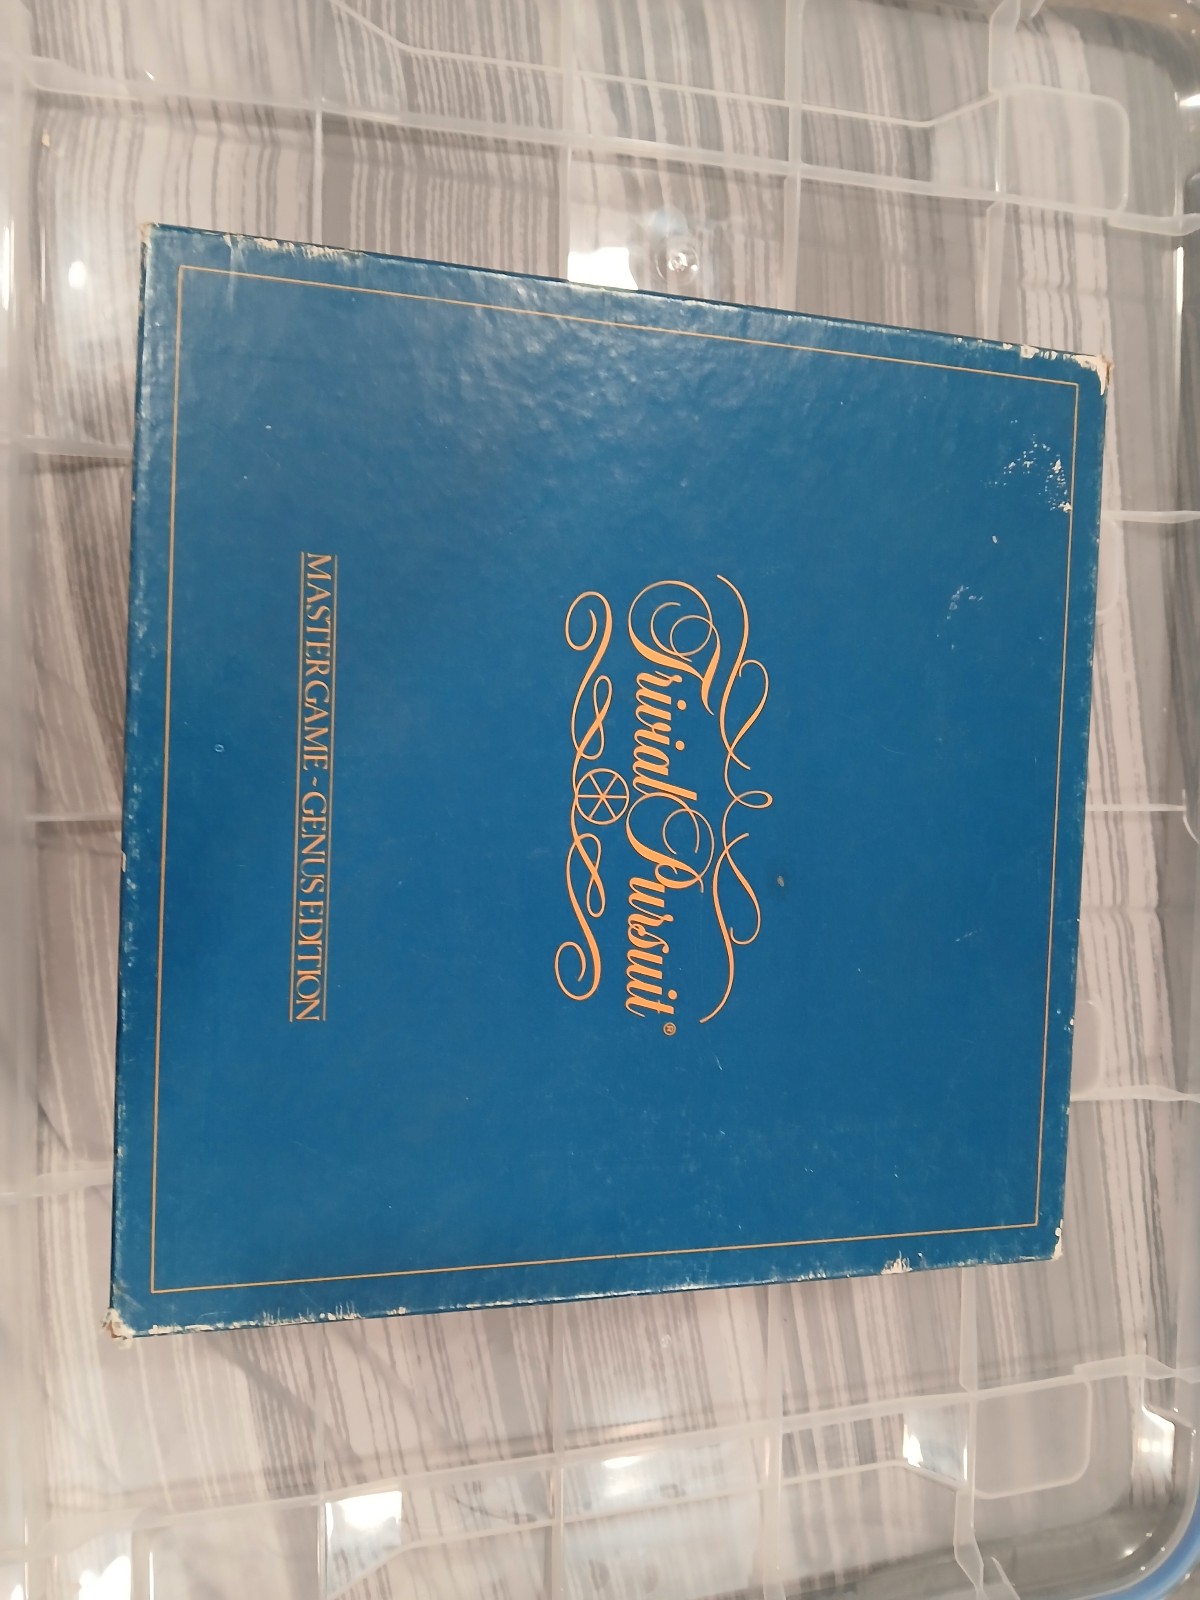 Trivial Pursuit®
MASTER GAME - GENUS EDITION